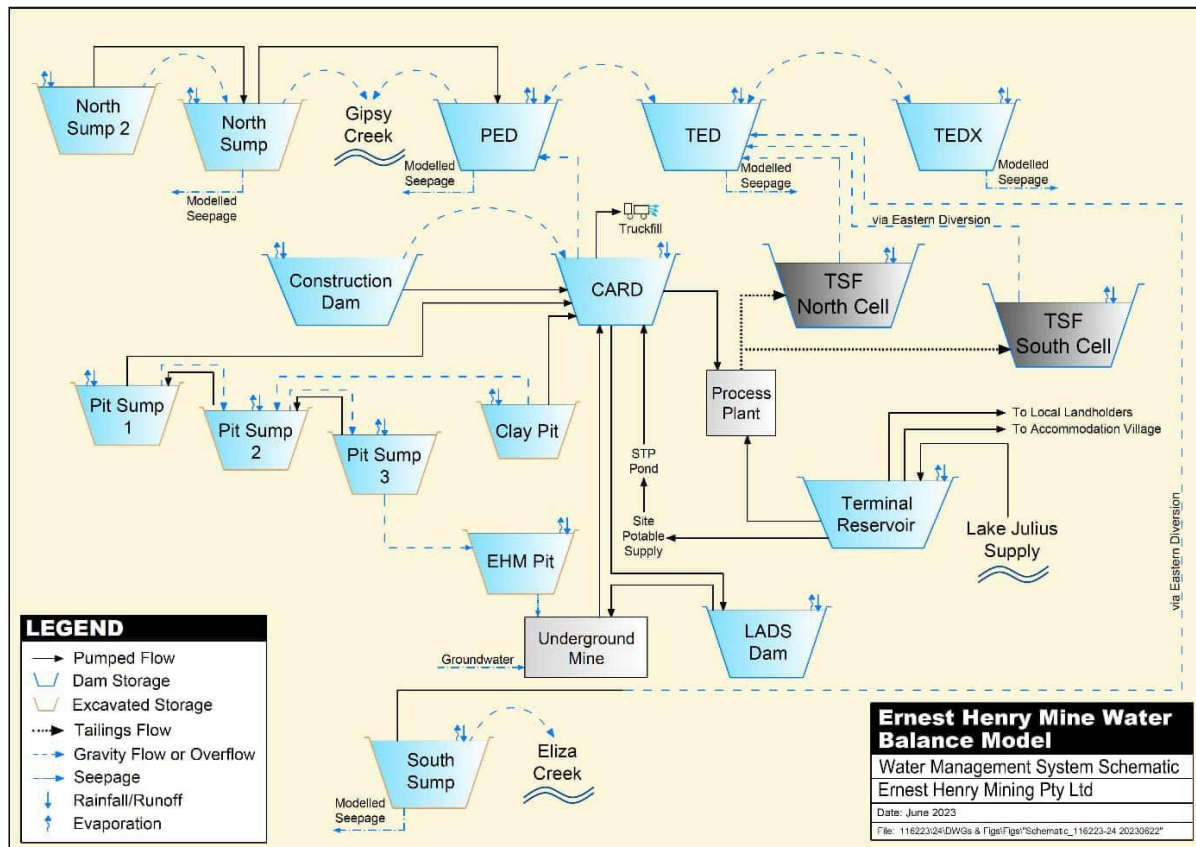 North
Sump 2
North
Sump
Gipsy
Creek
PED
TED
TEDX
Modelled
Seepage
Modelled
Seepage
Modelled
Seepage
Modelled
Seepage
Truckfill
via Eastern Diversion
Construction
Dam
CARD
TSF
North Cell
TSF
South Cell
Process
Plant
Pit Sump
1
Pit Sump
2
Pit Sump
3
Clay Pit
STP
Pond
Site
Potable
Supply
To Local Landholders
To Accommodation Village
Terminal
Reservoir
Lake Julius
Supply
via Eastern Diversion
EHM Pit
Underground
Mine
Groundwater
LADS
Dam
South
Sump
Eliza
Creek
Modelled
Seepage
LEGEND
Pumped Flow
Dam Storage
Excavated Storage
Tailings Flow
Gravity Flow or Overflow
Seepage
Rainfall/Runoff
Evaporation
Ernest Henry Mine Water
Balance Model
Water Management System Schematic
Ernest Henry Mining Pty Ltd
Date: June 2023
File: 116223\24\DWGs & Figs\Figs\"Schematic_116223-24 20230622"